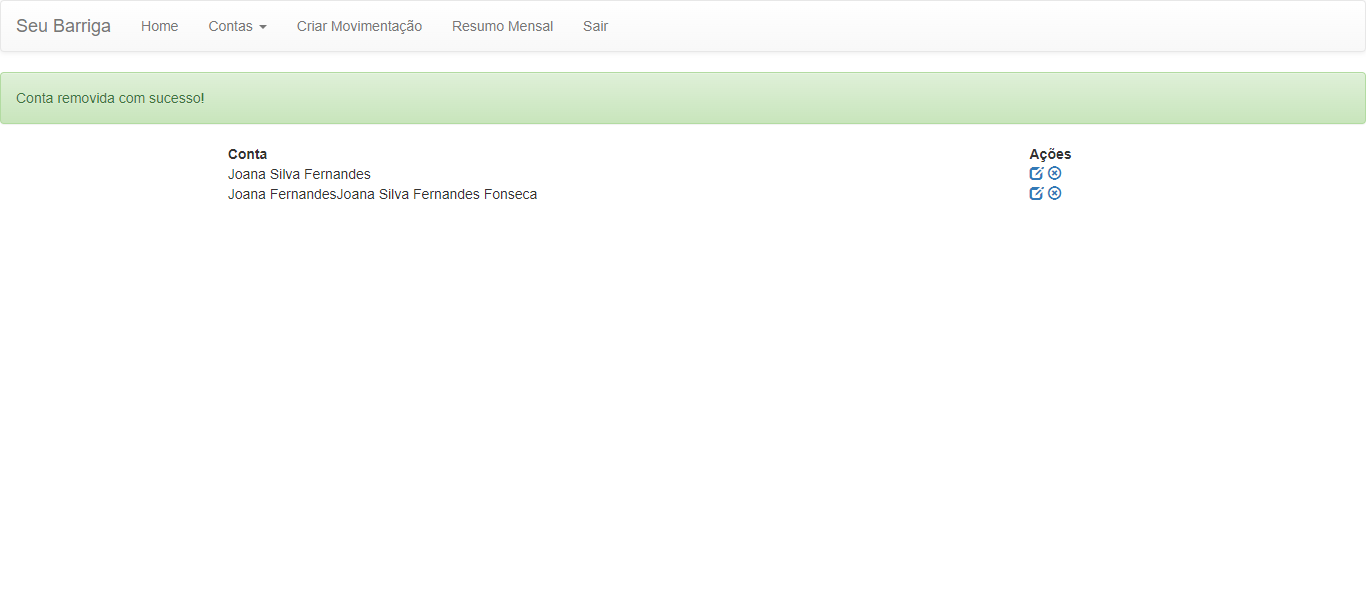 Seu Barriga Home Contas Criar Movimentação Resumo Mensal Sair
Conta removida com sucesso!
Conta Ações
Joana Silva Fernandes
Joana FernandesJoana Silva Fernandes Fonseca